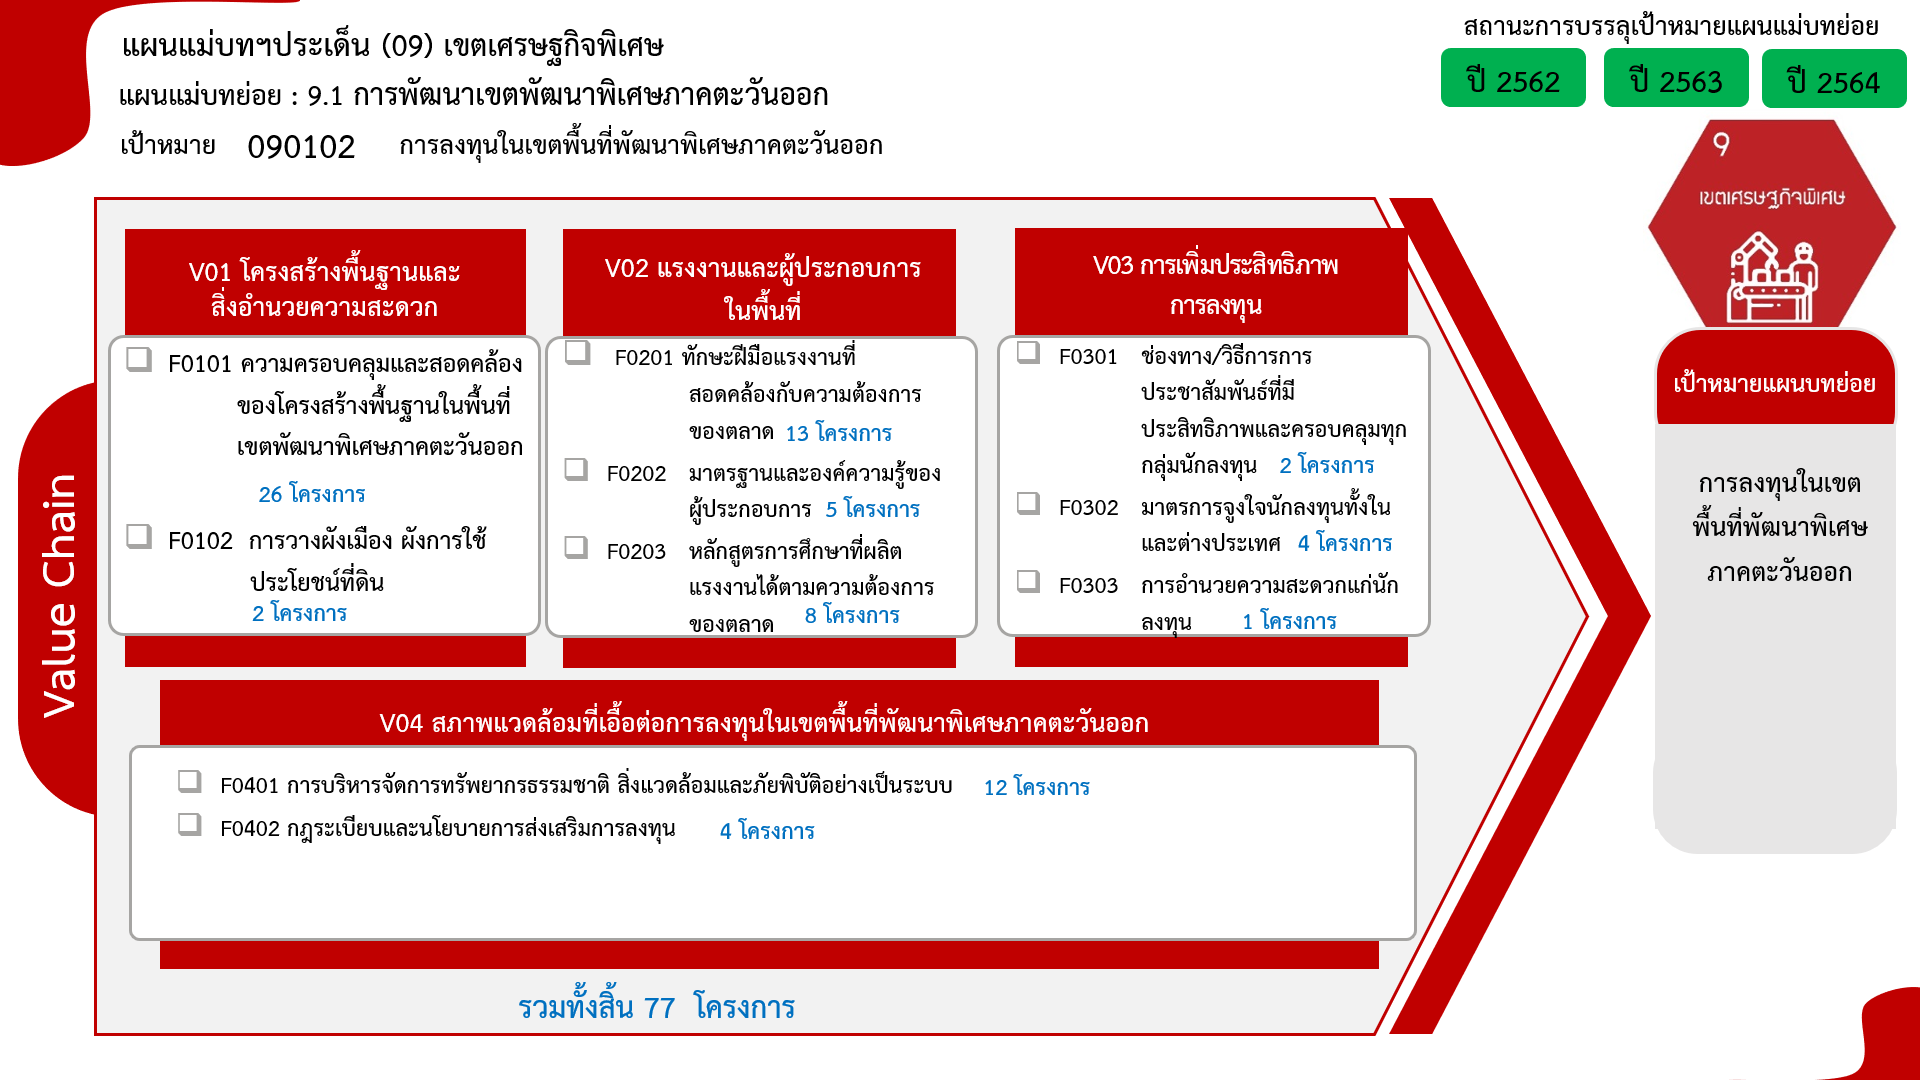 แผนแม่บทฯประเด็น (09) เขตเศรษฐกิจพิเศษ
แผนแม่บทย่อย : 9.1 การพัฒนาเขตพัฒนาพิเศษภาคตะวันออก
เป้าหมาย 090102 การลงทุนในเขตพื้นที่พัฒนาพิเศษภาคตะวันออก
สถานะการบรรลุเป้าหมายแผนแม่บทย่อย
ปี 2562 ปี 2563 ปี 2564
9
เขตเศรษฐกิจพิเศษ
เป้าหมายแผนบทย่อย
การลงทุนในเขต
พื้นที่พัฒนาพิเศษ
ภาคตะวันออก
Value Chain
V01 โครงสร้างพื้นฐานและ
สิ่งอำนวยความสะดวก
F0101 ความครอบคลุมและสอดคล้อง
ของโครงสร้างพื้นฐานในพื้นที่
เขตพัฒนาพิเศษภาคตะวันออก
26 โครงการ
F0102 การวางผังเมือง ผังการใช้
ประโยชน์ที่ดิน
2 โครงการ
V02 แรงงานและผู้ประกอบการ
ในพื้นที่
F0201 ทักษะฝีมือแรงงานที่
สอดคล้องกับความต้องการ
ของตลาด 13 โครงการ
F0202 มาตรฐานและองค์ความรู้ของ
ผู้ประกอบการ 5 โครงการ
F0203 หลักสูตรการศึกษาที่ผลิต
แรงงานได้ตามความต้องการ
ของตลาด 8 โครงการ
V03 การเพิ่มประสิทธิภาพ
การลงทุน
F0301 ช่องทาง/วิธีการการ
ประชาสัมพันธ์ที่มี
ประสิทธิภาพและครอบคลุมทุก
กลุ่มนักลงทุน 2 โครงการ
F0302 มาตรการจูงใจนักลงทุนทั้งใน
และต่างประเทศ 4 โครงการ
F0303 การอำนวยความสะดวกแก่นัก
ลงทุน 1 โครงการ
V04 สภาพแวดล้อมที่เอื้อต่อการลงทุนในเขตพื้นที่พัฒนาพิเศษภาคตะวันออก
F0401 การบริหารจัดการทรัพยากรธรรมชาติ สิ่งแวดล้อมและภัยพิบัติอย่างเป็นระบบ 12 โครงการ
F0402 กฎระเบียบและนโยบายการส่งเสริมการลงทุน 4 โครงการ
รวมทั้งสิ้น 77 โครงการ